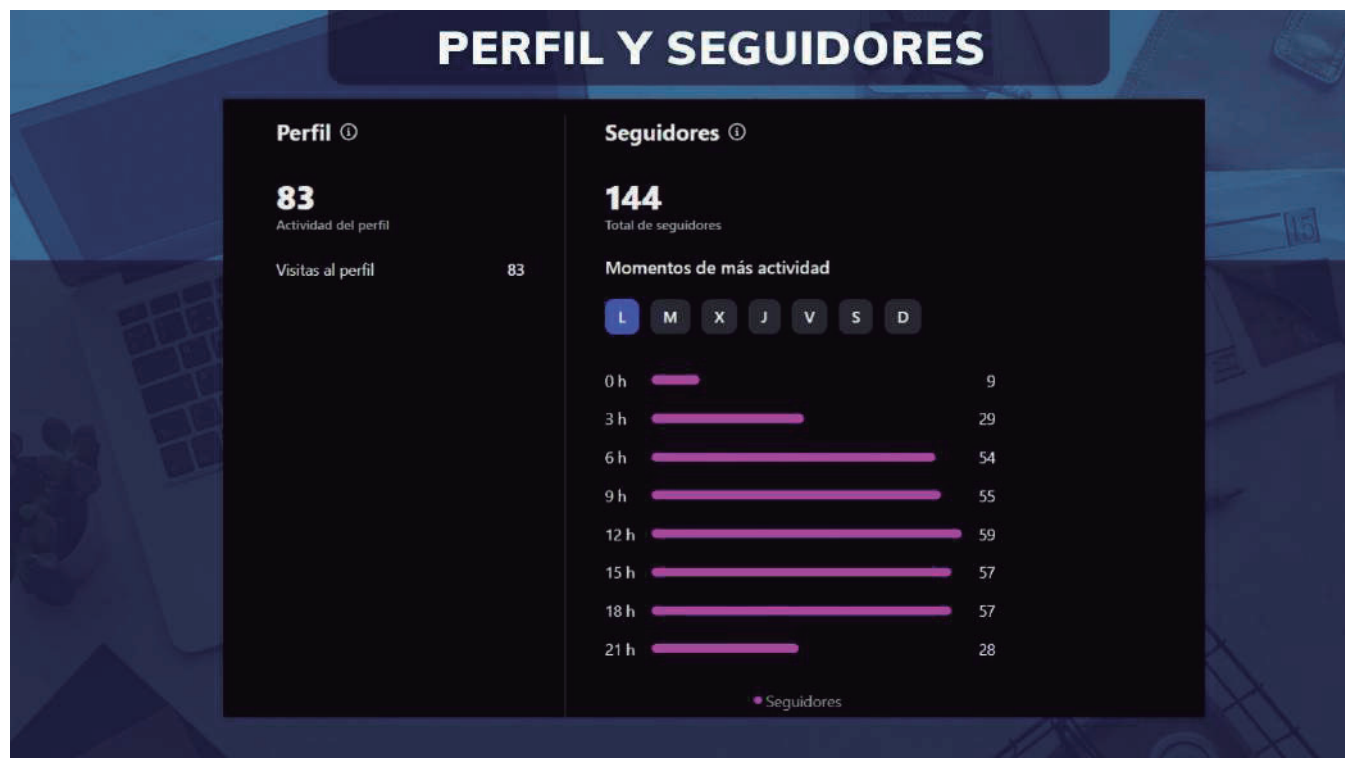 PERFIL Y SEGUIDORES
Perfil
83
Actividad del perfil
Visitas al perfil 83
Seguidores
144
Total de seguidores
Momentos de más actividad
L M X J V S D
0 h 9
3 h 29
6 h 54
9 h 55
12 h 59
15 h 57
18 h 57
21 h 28
Seguidores
15